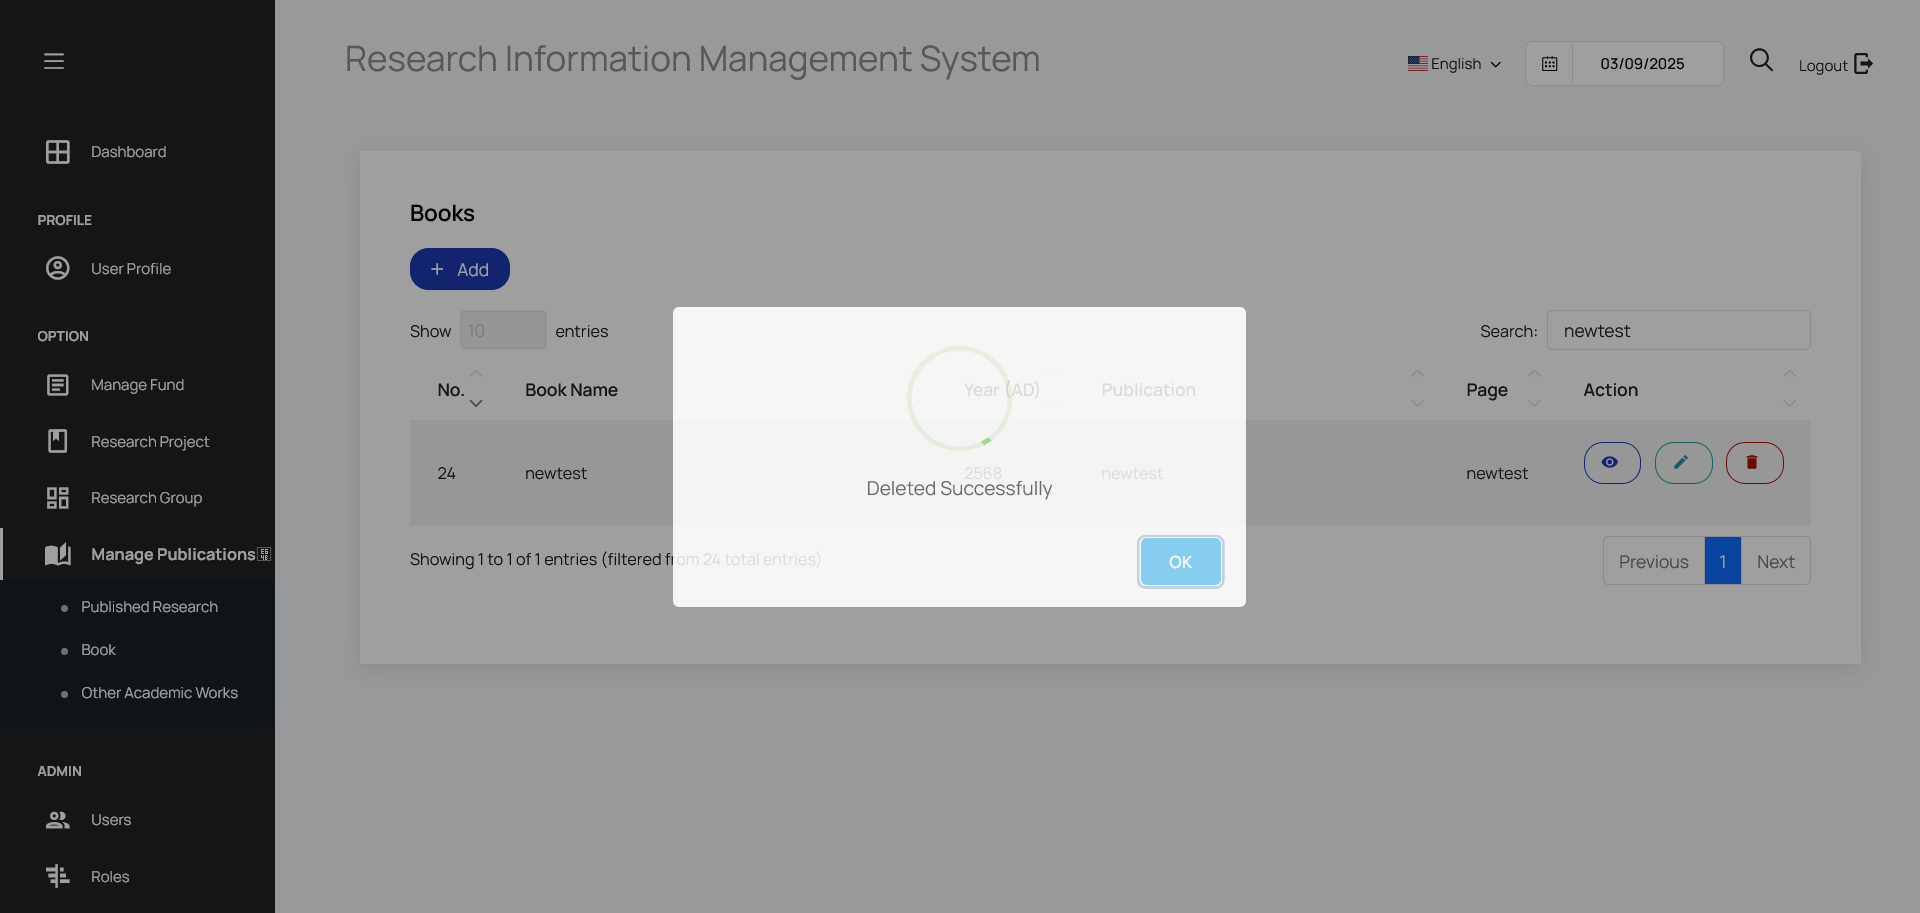 Research Information Management System
English
03/09/2025
Logout
Dashboard
PROFILE
User Profile
OPTION
Manage Fund
Research Project
Research Group
Manage Publications
Published Research
Book
Other Academic Works
ADMIN
Users
Roles
Books
+ Add
Show 10 entries
Search: newtest
No. Book Name Year (AD) Publication Page Action
24 newtest 2568 newtest newtest
Showing 1 to 1 of 1 entries (filtered from 24 total entries)
Previous 1 Next
Deleted Successfully
OK